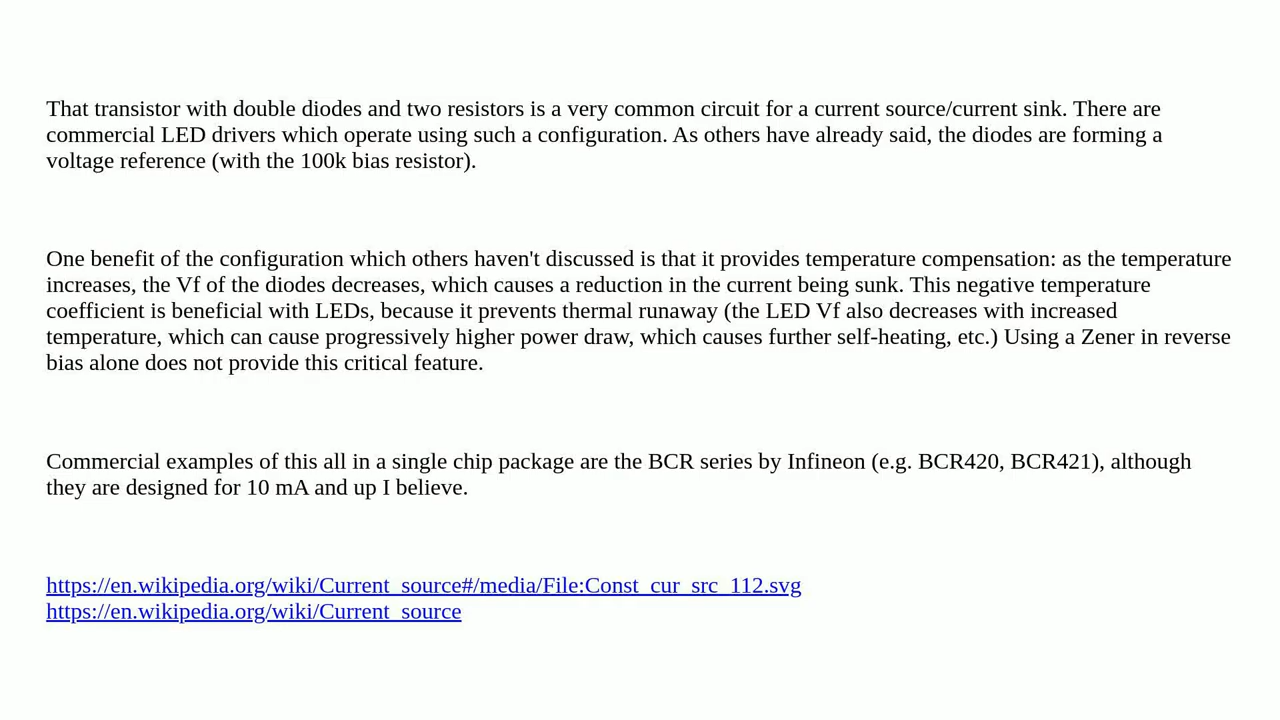 That transistor with double diodes and two resistors is a very common circuit for a current source/current sink. There are
commercial LED drivers which operate using such a configuration. As others have already said, the diodes are forming a
voltage reference (with the 100k bias resistor).
One benefit of the configuration which others haven't discussed is that it provides temperature compensation: as the temperature
increases, the Vf of the diodes decreases, which causes a reduction in the current being sunk. This negative temperature
coefficient is beneficial with LEDs, because it prevents thermal runaway (the LED Vf also decreases with increased
temperature, which can cause progressively higher power draw, which causes further self-heating, etc.) Using a Zener in reverse
bias alone does not provide this critical feature.
Commercial examples of this all in a single chip package are the BCR series by Infineon (e.g. BCR420, BCR421), although
they are designed for 10 mA and up I believe.
https://en.wikipedia.org/wiki/Current_source#/media/File:Const_cur_src_112.svg
https://en.wikipedia.org/wiki/Current_source